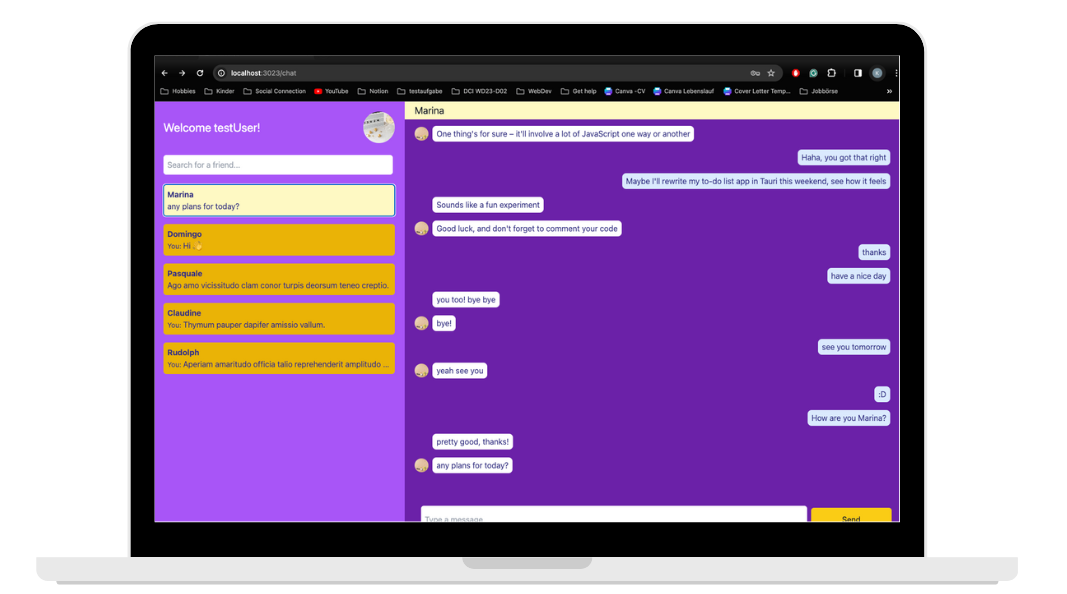 localhost:3023/chat
Hobbies Kinder Social Connection YouTube Notion testaufgabe DCI WD23-D02 WebDev Get help Canva -CV Canva Lebenslauf Cover Letter Temp... Jobbörse »
Welcome testUser!
Search for a friend...
Marina
any plans for today?
Domingo
You: Hi 👋
Pasquale
Ago amo vicissitudo clam conor turpis deorsum teneo creptio.
Claudine
You: Thymum pauper dapifer amissio vallum.
Rudolph
You: Aperiam amaritudo officia talio reprehenderit amplitudo ...
Marina
One thing's for sure – it'll involve a lot of JavaScript one way or another
Haha, you got that right
Maybe I'll rewrite my to-do list app in Tauri this weekend, see how it feels
Sounds like a fun experiment
Good luck, and don't forget to comment your code
thanks
have a nice day
you too! bye bye
bye!
see you tomorrow
yeah see you
:D
How are you Marina?
pretty good, thanks!
any plans for today?
Type a message
Send